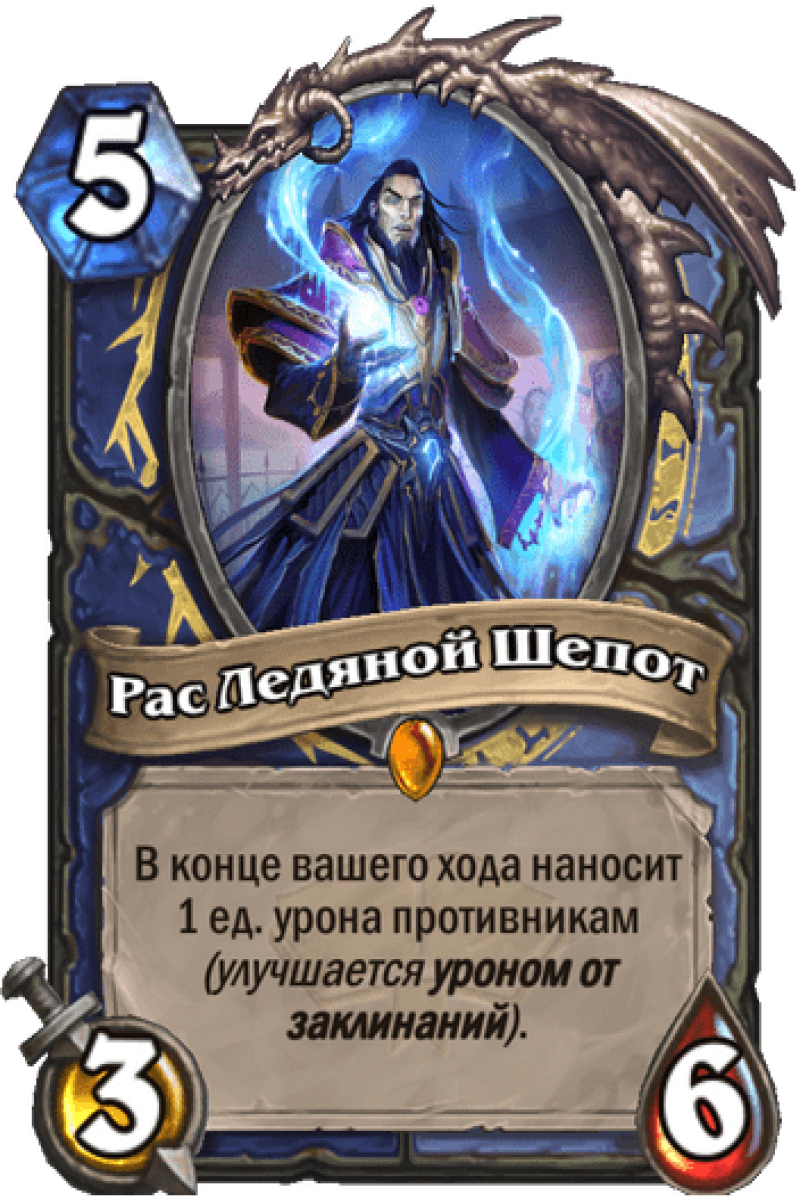 5
Рас Ледяной Шепот
В конце вашего хода наносит
1 ед. урона противникам
(улучшается уроном от
заклинаний).
3
6